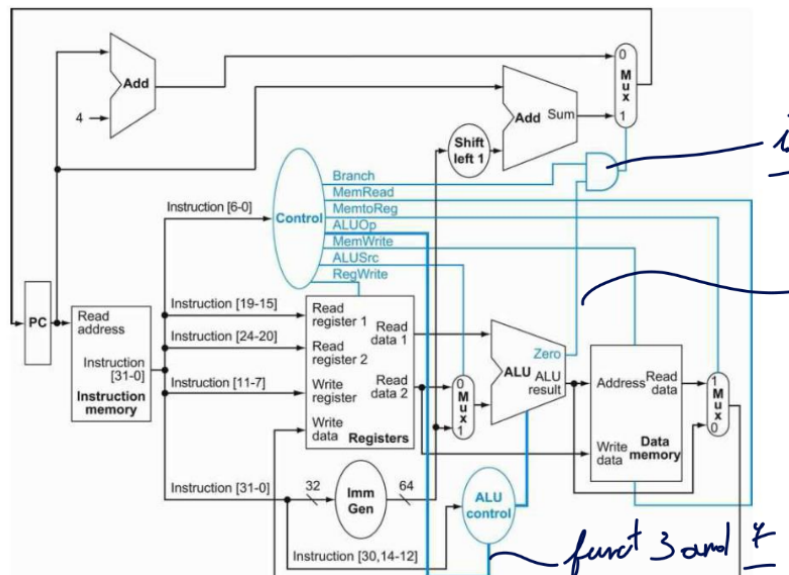 Add
4
Add Sum
0
Mux
1
Shift left 1
Branch
MemRead
MemtoReg
ALUOp
MemWrite
ALUSrc
RegWrite
Control
Instruction [6-0]
PC
Read address
Instruction [31-0]
Instruction memory
Instruction [19-15]
Instruction [24-20]
Instruction [11-7]
Instruction [31-0]
Read register 1
Read register 2
Write register
Write data
Read data 1
Read data 2
Registers
0
Mux
1
Zero
ALU
ALU result
Address
Read data
Write data
Data memory
1
Mux
0
32
Imm Gen
64
ALU control
Instruction [30,14-12]
funct 3 and 7